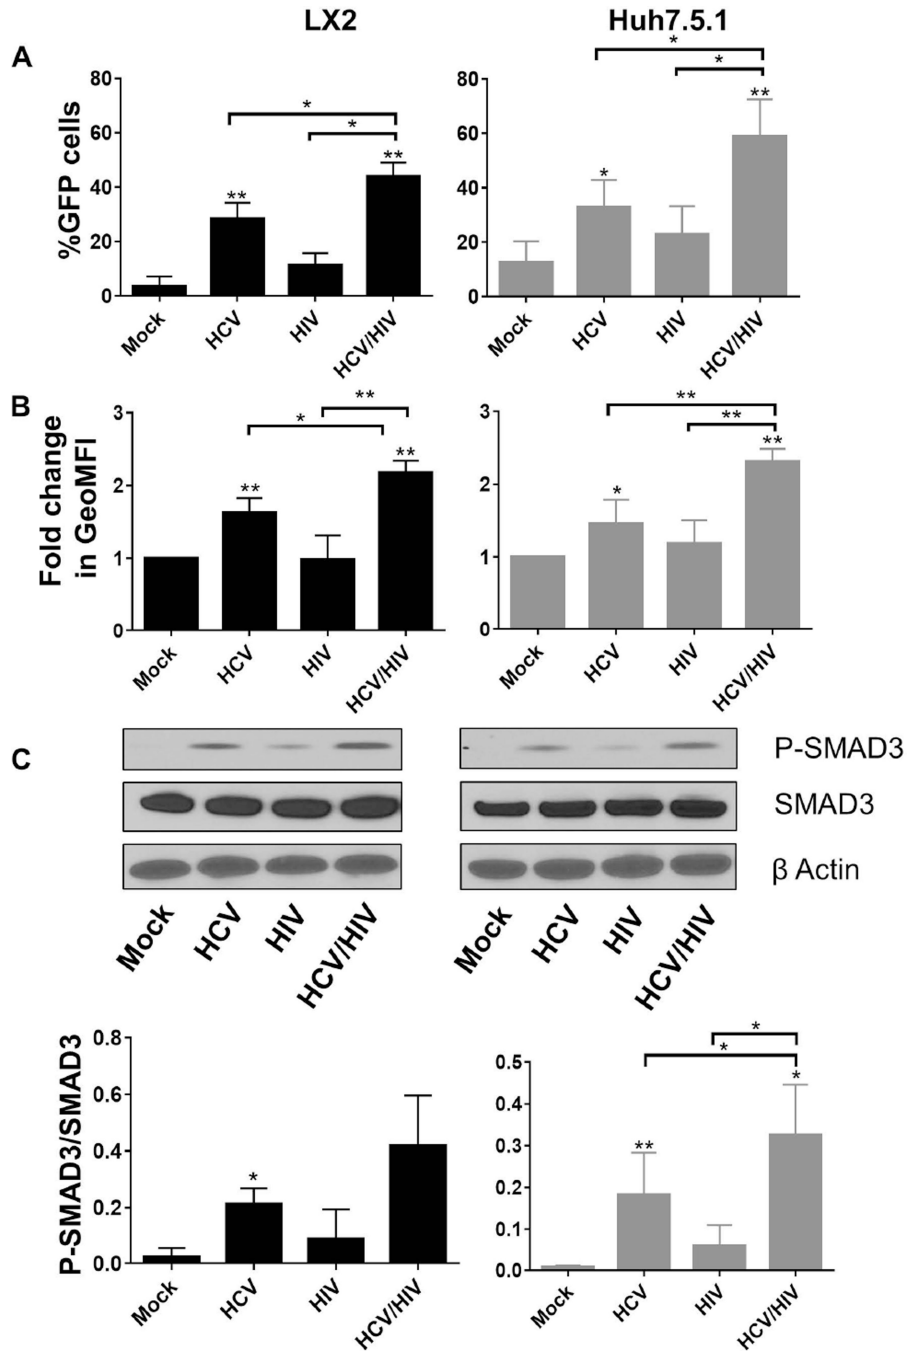 LX2
Huh7.5.1
A
%GFP cells
80
60
40
20
0
*
*
**
**
Mock
HCV
HIV
HCV/HIV
80
60
40
20
0
*
*
*
**
Mock
HCV
HIV
HCV/HIV
B
Fold change
in GeoMFI
3
2
1
0
**
*
**
**
Mock
HCV
HIV
HCV/HIV
3
2
1
0
**
**
*
**
Mock
HCV
HIV
HCV/HIV
C
P-SMAD3
SMAD3
β Actin
Mock
HCV
HIV
HCV/HIV
Mock
HCV
HIV
HCV/HIV
P-SMAD3/SMAD3
0.8
0.6
0.4
0.2
0.0
*
Mock
HCV
HIV
HCV/HIV
0.5
0.4
0.3
0.2
0.1
0.0
*
*
**
*
Mock
HCV
HIV
HCV/HIV